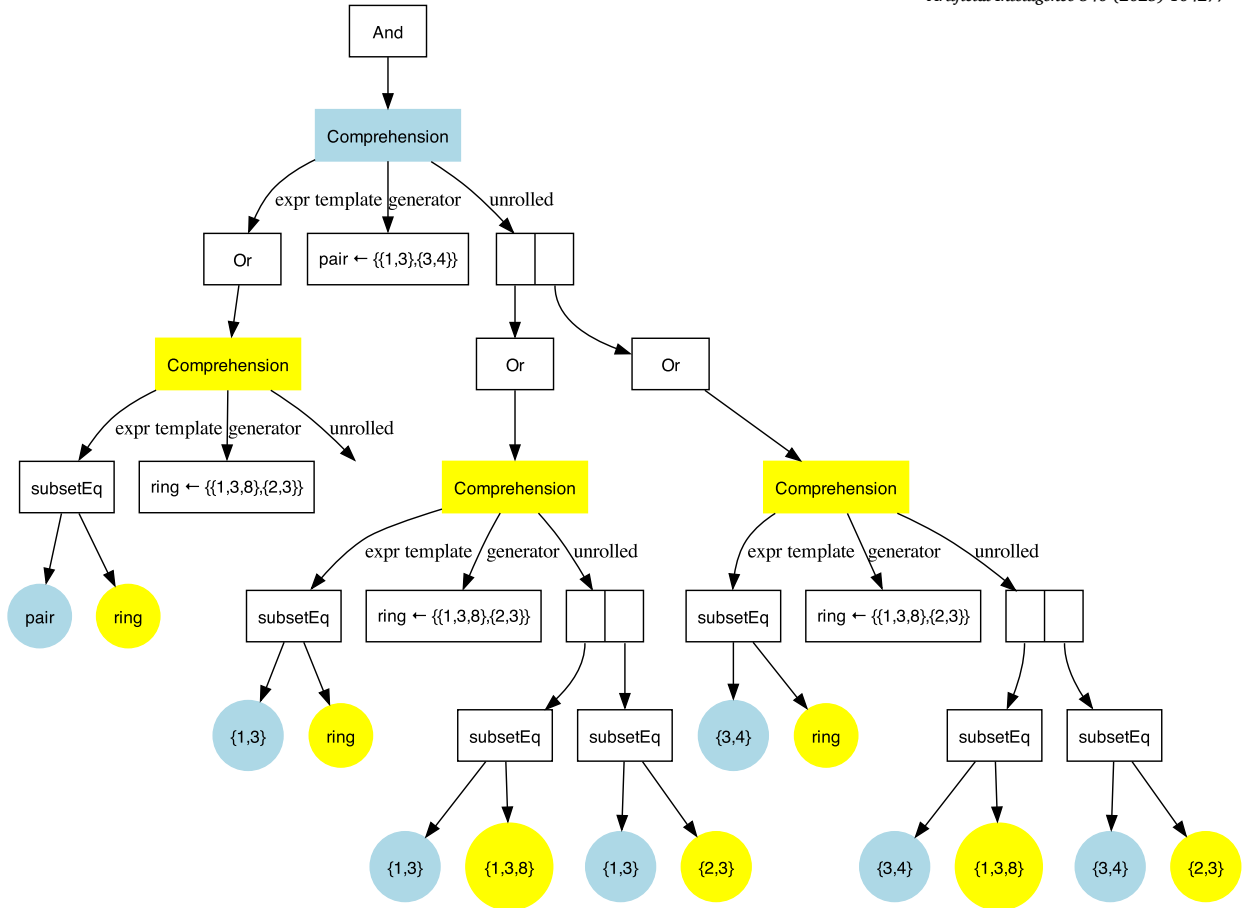 And
Comprehension
expr template generator unrolled
Or
pair ← {{1,3},{3,4}}
Comprehension
Or
Or
expr template generator unrolled
subsetEq
ring ← {{1,3,8},{2,3}}
Comprehension
Comprehension
expr template generator unrolled
expr template generator unrolled
pair
ring
subsetEq
ring ← {{1,3,8},{2,3}}
subsetEq
ring ← {{1,3,8},{2,3}}
{1,3}
ring
subsetEq
subsetEq
{3,4}
ring
subsetEq
subsetEq
{1,3}
{1,3,8}
{1,3}
{2,3}
{3,4}
{1,3,8}
{3,4}
{2,3}